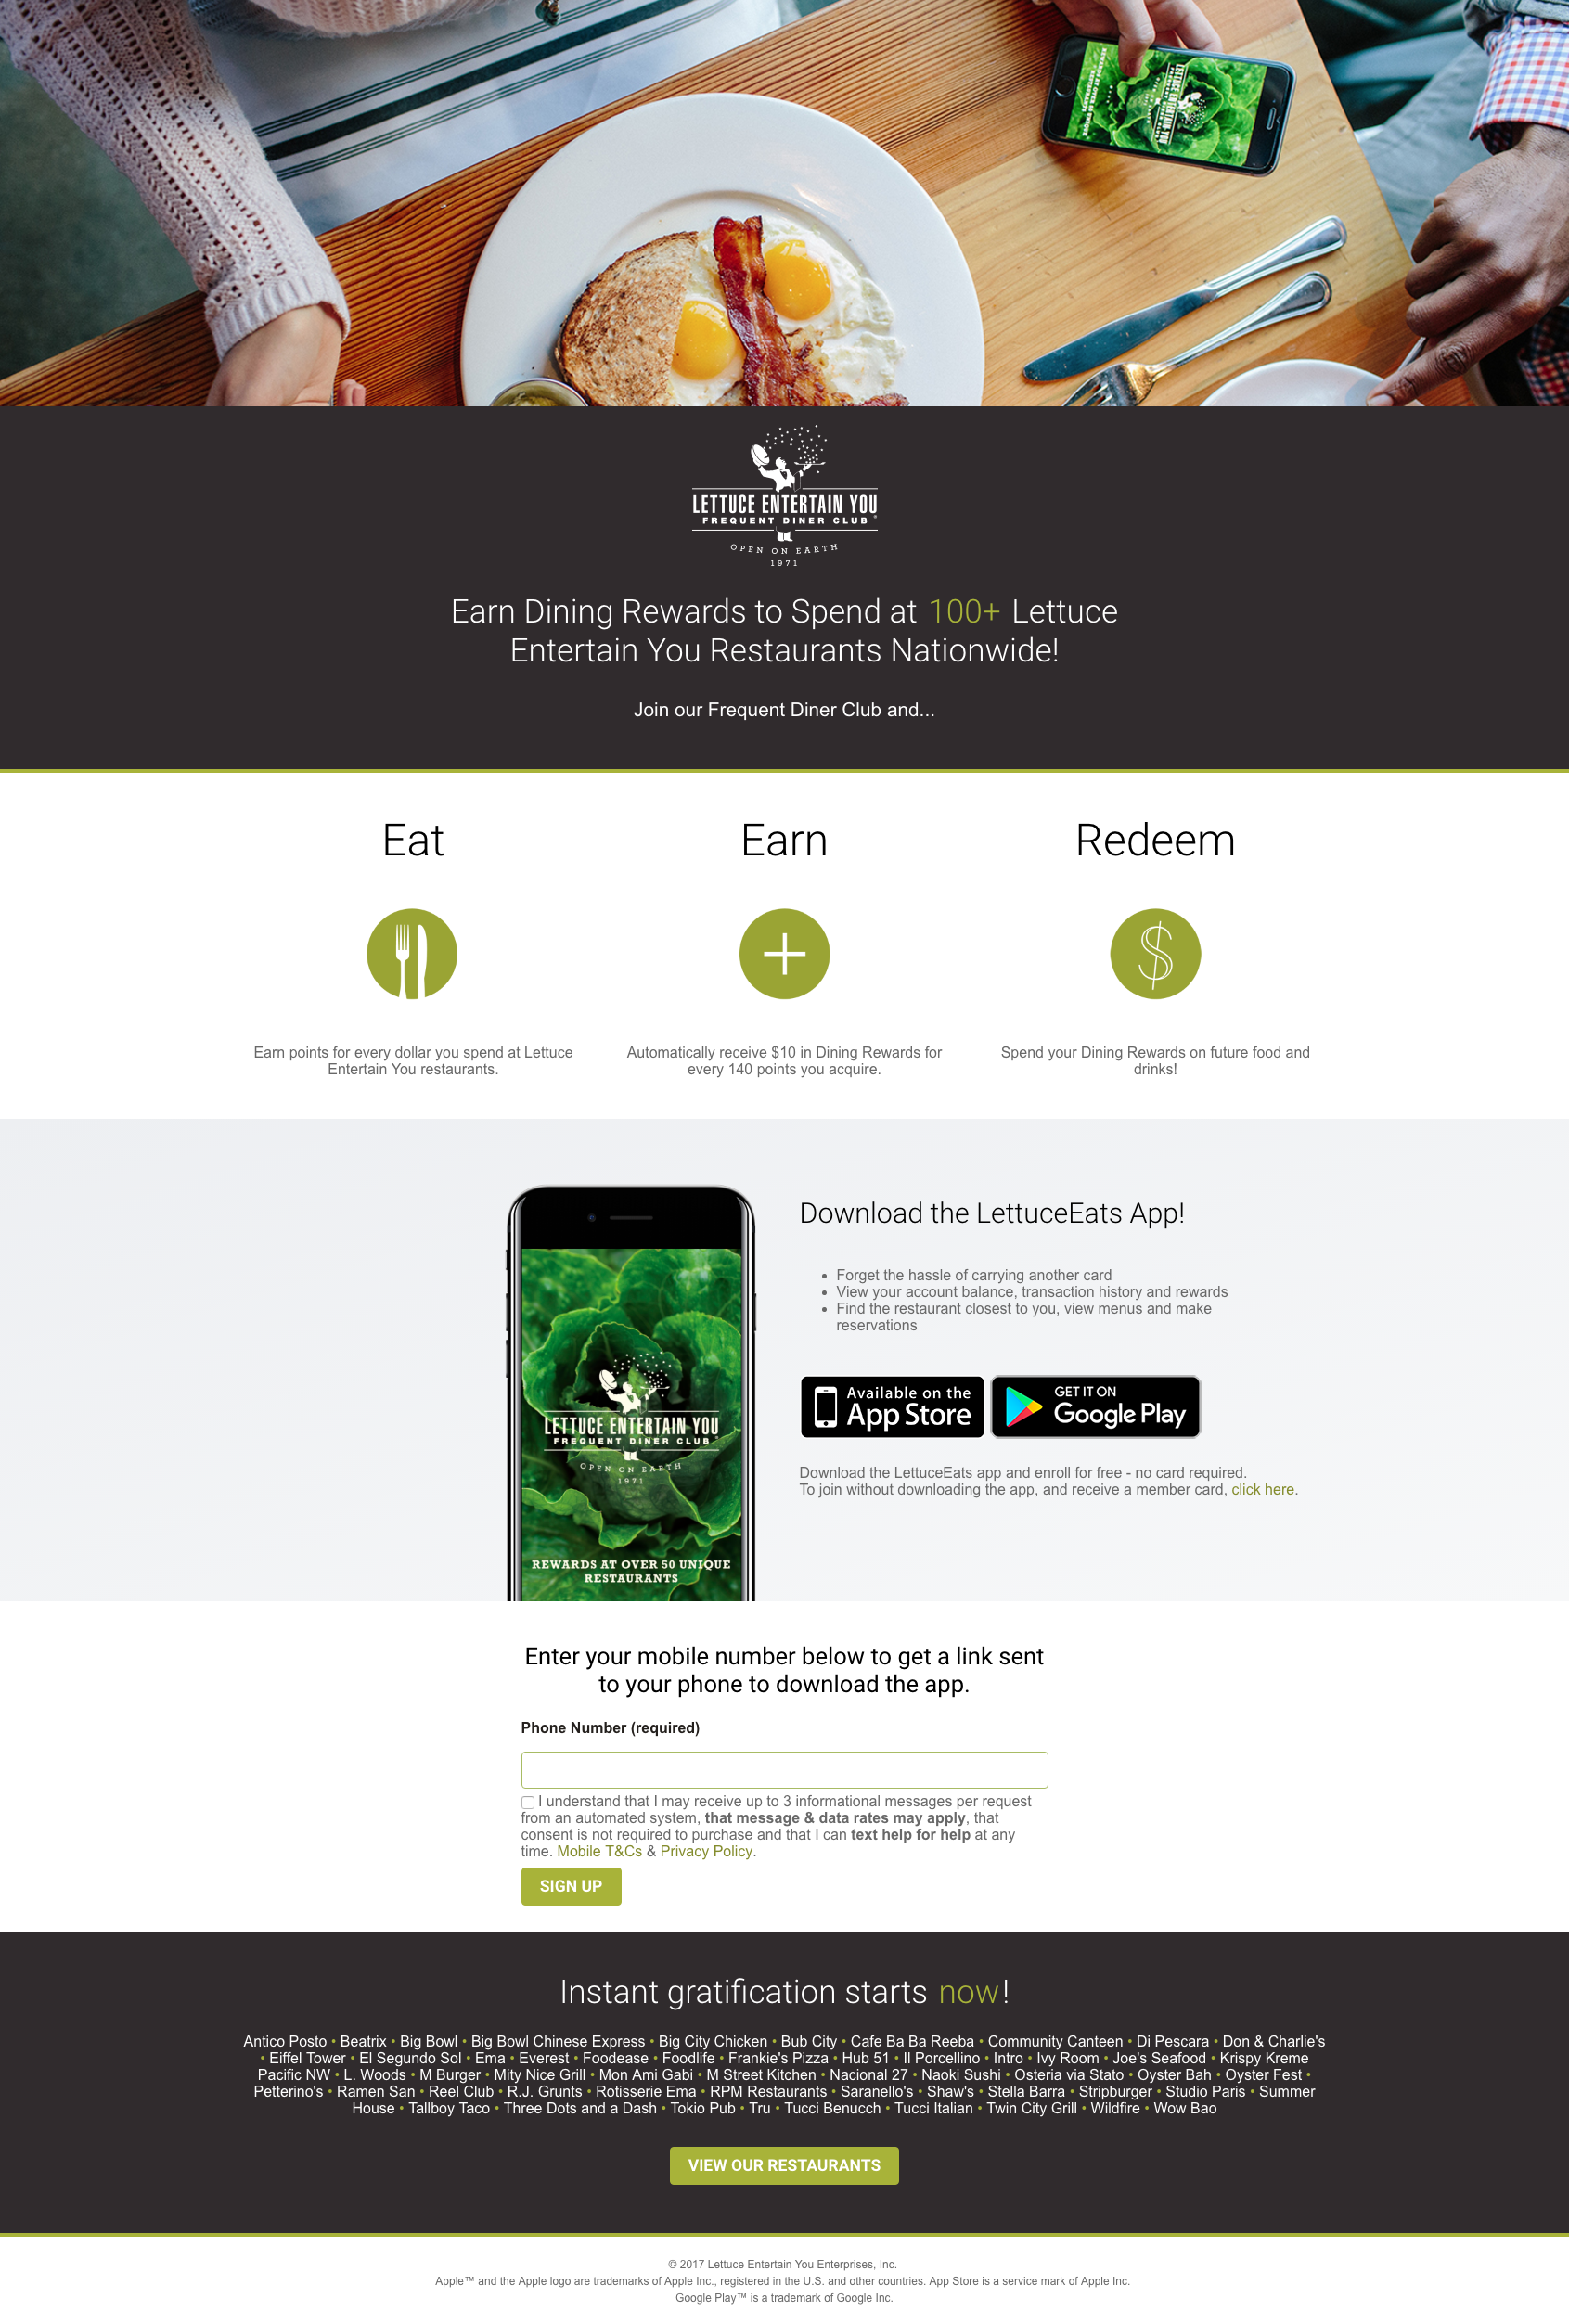 LETTUCE ENTERTAIN YOU
FREQUENT DINER CLUB®
OPEN ON EARTH
1971
Earn Dining Rewards to Spend at 100+ Lettuce
Entertain You Restaurants Nationwide!
Join our Frequent Diner Club and...
Eat
Earn
Redeem
Earn points for every dollar you spend at Lettuce
Entertain You restaurants.
Automatically receive $10 in Dining Rewards for
every 140 points you acquire.
Spend your Dining Rewards on future food and
drinks!
LETTUCE ENTERTAIN YOU
FREQUENT DINER CLUB®
OPEN ON EARTH
1971
REWARDS AT OVER 50 UNIQUE
RESTAURANTS
Download the LettuceEats App!
• Forget the hassle of carrying another card
• View your account balance, transaction history and rewards
• Find the restaurant closest to you, view menus and make
reservations
Available on the
App Store
GET IT ON
Google Play
Download the LettuceEats app and enroll for free - no card required.
To join without downloading the app, and receive a member card, click here.
Enter your mobile number below to get a link sent
to your phone to download the app.
Phone Number (required)
I understand that I may receive up to 3 informational messages per request
from an automated system, that message & data rates may apply, that
consent is not required to purchase and that I can text help for help at any
time. Mobile T&Cs & Privacy Policy.
SIGN UP
Instant gratification starts now!
Antico Posto • Beatrix • Big Bowl • Big Bowl Chinese Express • Big City Chicken • Bub City • Cafe Ba Ba Reeba • Community Canteen • Di Pescara • Don & Charlie's
• Eiffel Tower • El Segundo Sol • Ema • Everest • Foodease • Foodlife • Frankie's Pizza • Hub 51 • Il Porcellino • Intro • Ivy Room • Joe's Seafood • Krispy Kreme
Pacific NW • L. Woods • M Burger • Mity Nice Grill • Mon Ami Gabi • M Street Kitchen • Nacional 27 • Naoki Sushi • Osteria via Stato • Oyster Bah • Oyster Fest •
Petterino's • Ramen San • Reel Club • R.J. Grunts • Rotisserie Ema • RPM Restaurants • Saranello's • Shaw's • Stella Barra • Stripburger • Studio Paris • Summer
House • Tallboy Taco • Three Dots and a Dash • Tokio Pub • Tru • Tucci Benucch • Tucci Italian • Twin City Grill • Wildfire • Wow Bao
VIEW OUR RESTAURANTS
© 2017 Lettuce Entertain You Enterprises, Inc.
Apple™ and the Apple logo are trademarks of Apple Inc., registered in the U.S. and other countries. App Store is a service mark of Apple Inc.
Google Play™ is a trademark of Google Inc.